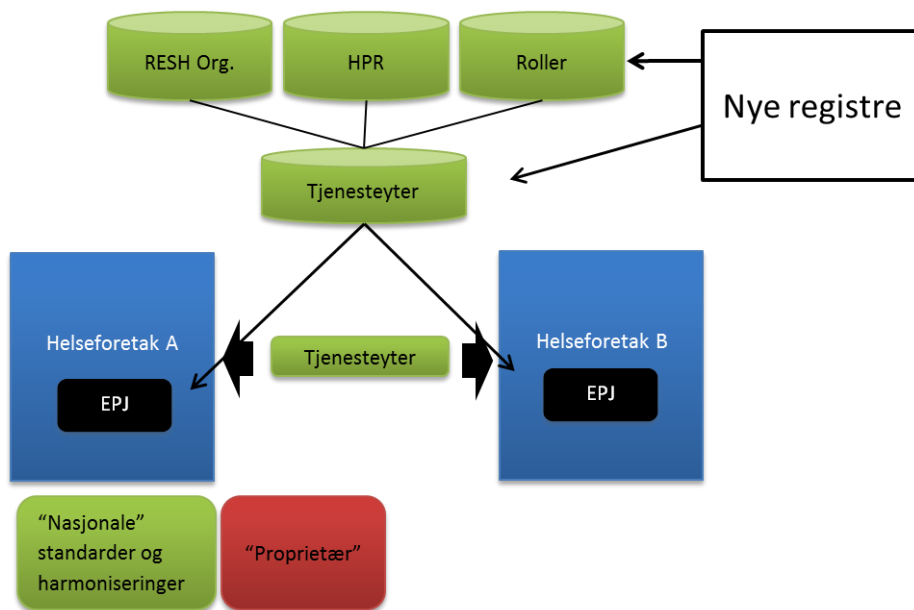 RESH Org.
HPR
Roller
Nye registre
Tjenesteyter
Helseforetak A
Tjenesteyter
Helseforetak B
EPJ
EPJ
“Nasjonale”
standarder og
harmoniseringer
“Proprietær”